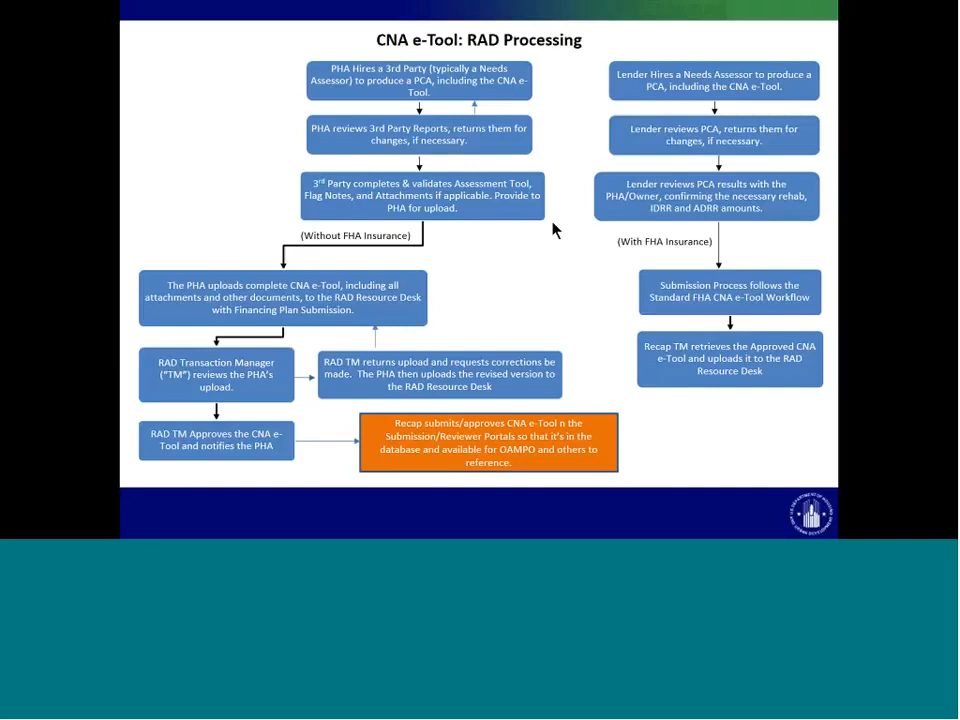 CNA e-Tool: RAD Processing
PHA Hires a 3rd Party (typically a Needs
Assessor) to produce a PCA, including the CNA e-
Tool.
PHA reviews 3rd Party Reports, returns them for
changes, if necessary.
3rd Party completes & validates Assessment Tool,
Flag Notes, and Attachments if applicable. Provide to
PHA for upload.
(Without FHA Insurance)
The PHA uploads complete CNA e-Tool, including all
attachments and other documents, to the RAD Resource Desk
with Financing Plan Submission.
RAD Transaction Manager
("TM") reviews the PHA's
upload.
RAD TM returns upload and requests corrections be
made. The PHA then uploads the revised version to
the RAD Resource Desk
RAD TM Approves the CNA e-
Tool and notifies the PHA
Recap submits/approves CNA e-Tool n the
Submission/Reviewer Portals so that it's in the
database and available for OAMPO and others to
reference.
Lender Hires a Needs Assessor to produce a
PCA, including the CNA e-Tool.
Lender reviews PCA, returns them for
changes, if necessary.
Lender reviews PCA results with the
PHA/Owner, confirming the necessary rehab,
IDRR and ADRR amounts.
(With FHA Insurance)
Submission Process follows the
Standard FHA CNA e-Tool Workflow
Recap TM retrieves the Approved CNA
e-Tool and uploads it to the RAD
Resource Desk